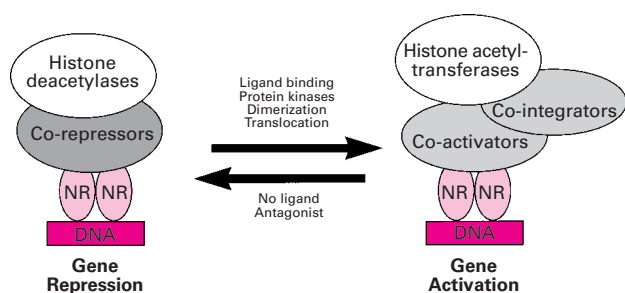 Histone
deacetylases
Co-repressors
NR NR
DNA
Gene
Repression
Ligand binding
Protein kinases
Dimerization
Translocation
No ligand
Antagonist
Histone acetyl-
transferases
Co-integrators
Co-activators
NR NR
DNA
Gene
Activation